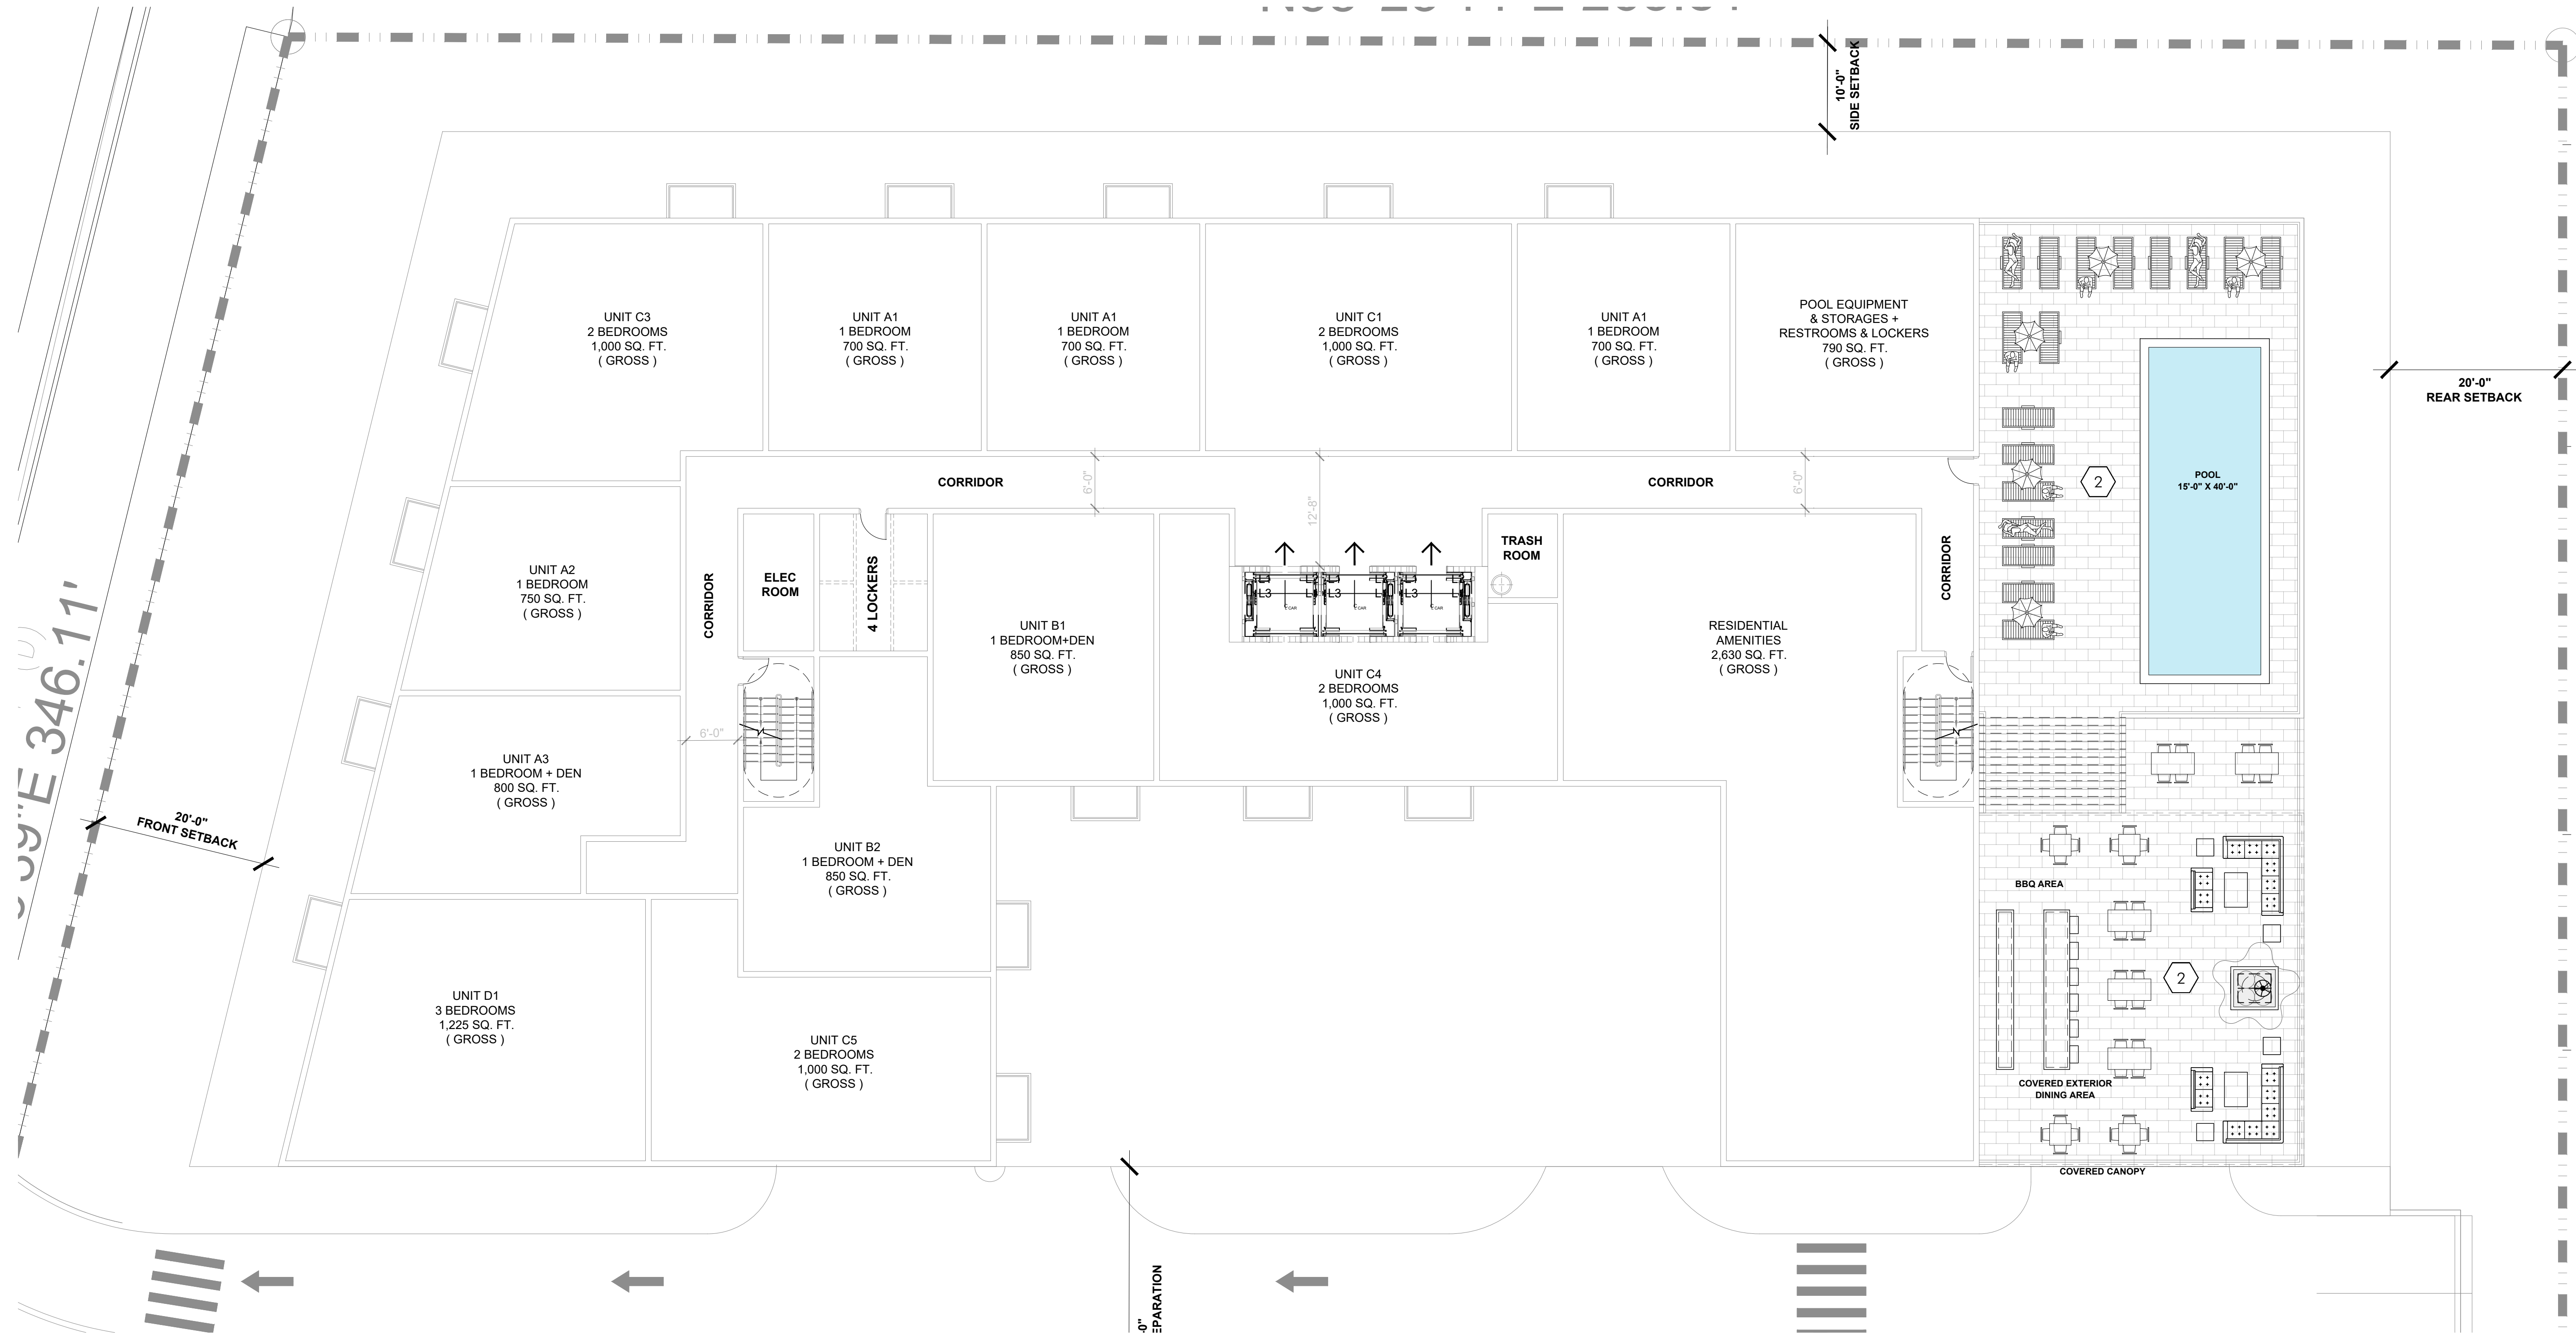 10'-0"
SIDE SETBACK
UNIT C3
2 BEDROOMS
1,000 SQ. FT.
( GROSS )
UNIT A1
1 BEDROOM
700 SQ. FT.
( GROSS )
UNIT A1
1 BEDROOM
700 SQ. FT.
( GROSS )
UNIT C1
2 BEDROOMS
1,000 SQ. FT.
( GROSS )
UNIT A1
1 BEDROOM
700 SQ. FT.
( GROSS )
POOL EQUIPMENT
& STORAGES +
RESTROOMS & LOCKERS
790 SQ. FT.
( GROSS )
20'-0"
REAR SETBACK
POOL
15'-0" X 40'-0"
2
CORRIDOR
6'-0"
12'-8"
CORRIDOR
6'-0"
UNIT A2
1 BEDROOM
750 SQ. FT.
( GROSS )
CORRIDOR
ELEC
ROOM
4 LOCKERS
UNIT B1
1 BEDROOM+DEN
850 SQ. FT.
( GROSS )
L3
L3
L3
CAR
CAR
CAR
TRASH
ROOM
UNIT C4
2 BEDROOMS
1,000 SQ. FT.
( GROSS )
RESIDENTIAL
AMENITIES
2,630 SQ. FT.
( GROSS )
CORRIDOR
E 346.11'
6'-0"
UNIT A3
1 BEDROOM + DEN
800 SQ. FT.
( GROSS )
20'-0"
FRONT SETBACK
UNIT B2
1 BEDROOM + DEN
850 SQ. FT.
( GROSS )
BBQ AREA
2
UNIT D1
3 BEDROOMS
1,225 SQ. FT.
( GROSS )
UNIT C5
2 BEDROOMS
1,000 SQ. FT.
( GROSS )
COVERED EXTERIOR
DINING AREA
COVERED CANOPY
-0"
EPARATION